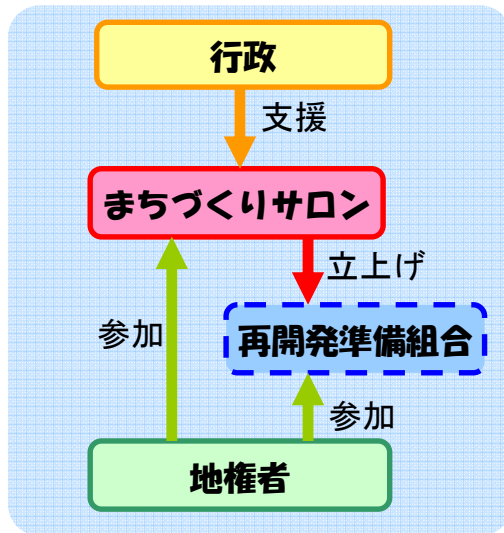 行政
支援
まちづくりサロン
立上げ
参加
再開発準備組合
参加
地権者